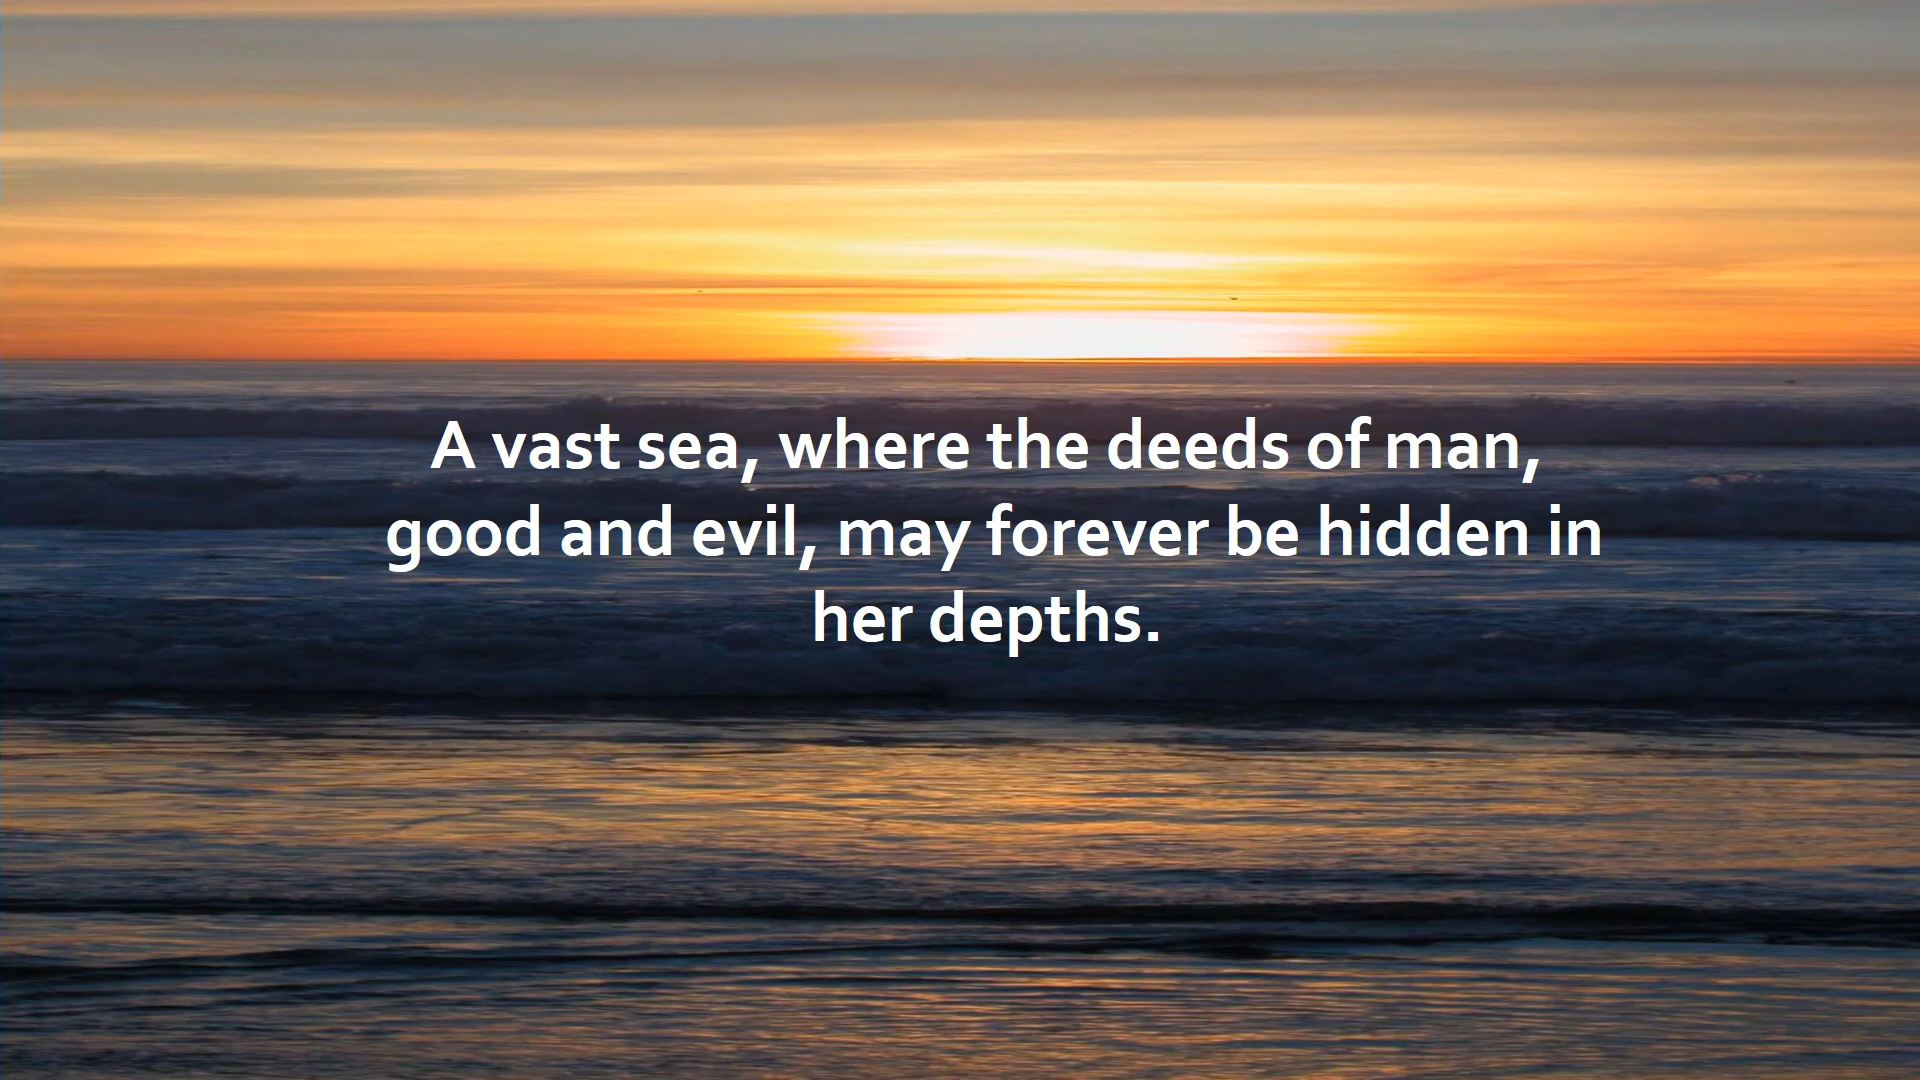 A vast sea, where the deeds of man,
good and evil, may forever be hidden in
her depths.